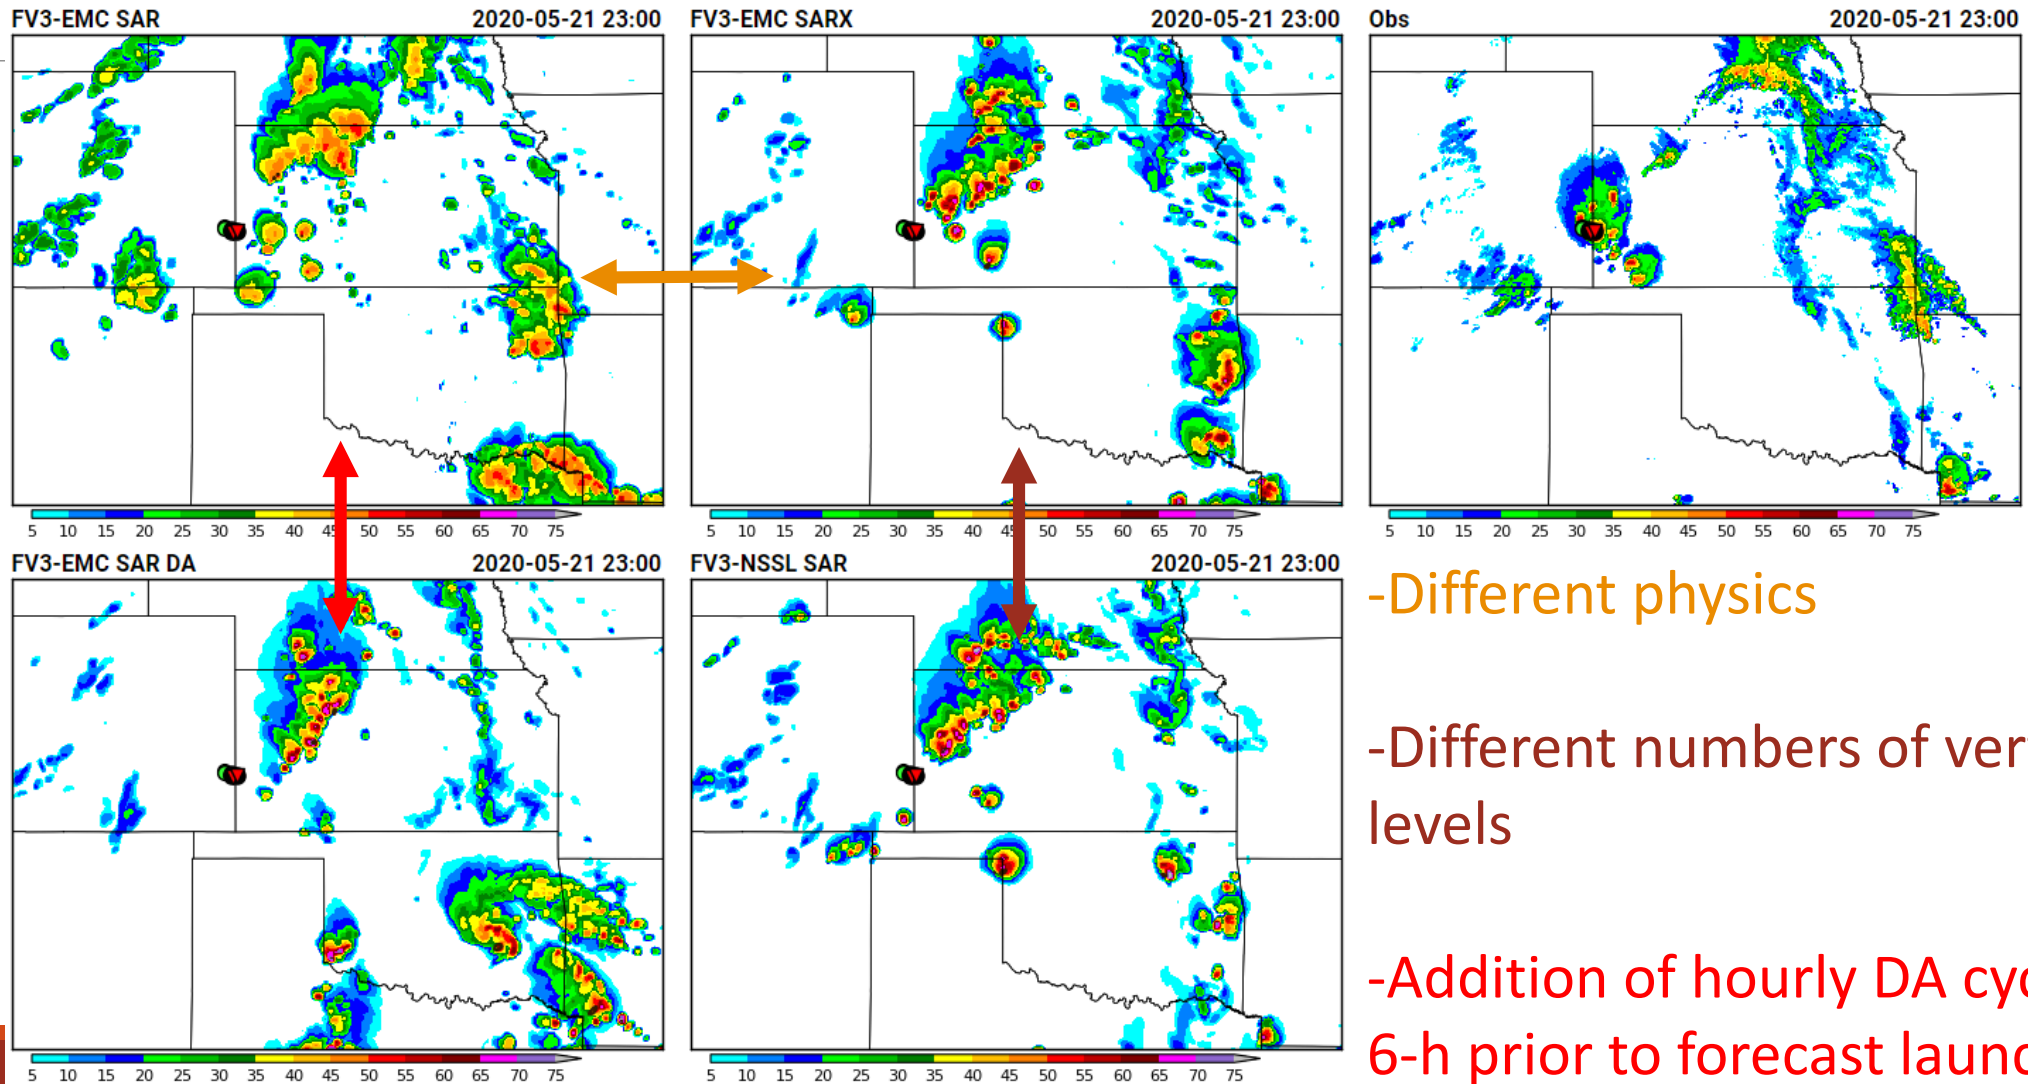 FV3-EMC SAR 2020-05-21 23:00
FV3-EMC SARX 2020-05-21 23:00
Obs 2020-05-21 23:00
5 10 15 20 25 30 35 40 45 50 55 60 65 70 75
5 10 15 20 25 30 35 40 45 50 55 60 65 70 75
5 10 15 20 25 30 35 40 45 50 55 60 65 70 75
FV3-EMC SAR DA 2020-05-21 23:00
FV3-NSSL SAR 2020-05-21 23:00
5 10 15 20 25 30 35 40 45 50 55 60 65 70 75
5 10 15 20 25 30 35 40 45 50 55 60 65 70 75
-Different physics
-Different numbers of ver
levels
-Addition of hourly DA cyc
6-h prior to forecast launc